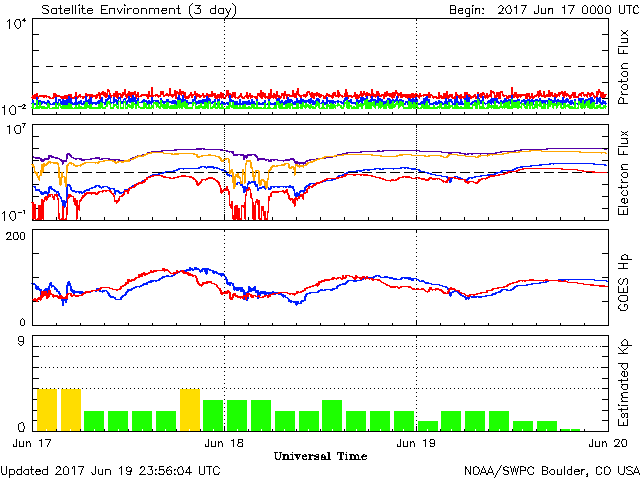 Satellite Environment (3 day) Begin: 2017 Jun 17 0000 UTC
10⁴
10⁻²
Proton Flux
10⁷
10⁻¹
Electron Flux
200
0
GOES Hp
9
0
Estimated Kp
Jun 17 Jun 18 Jun 19 Jun 20
Universal Time
Updated 2017 Jun 19 23:56:04 UTC NOAA/SWPC Boulder, CO USA